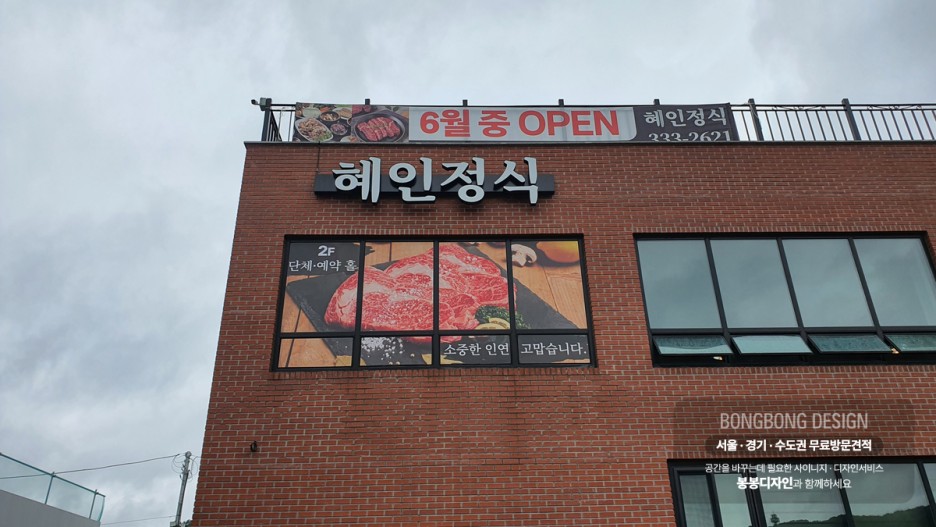 6월 중 OPEN
혜인정식
333-2621
혜인정식
2F
단체·예약 홀
소중한 인연 고맙습니다.
BONGBONG DESIGN
서울 · 경기 · 수도권 무료방문견적
공간을 바꾸는데 필요한 사이니지 · 디자인서비스
봉봉디자인과 함께하세요